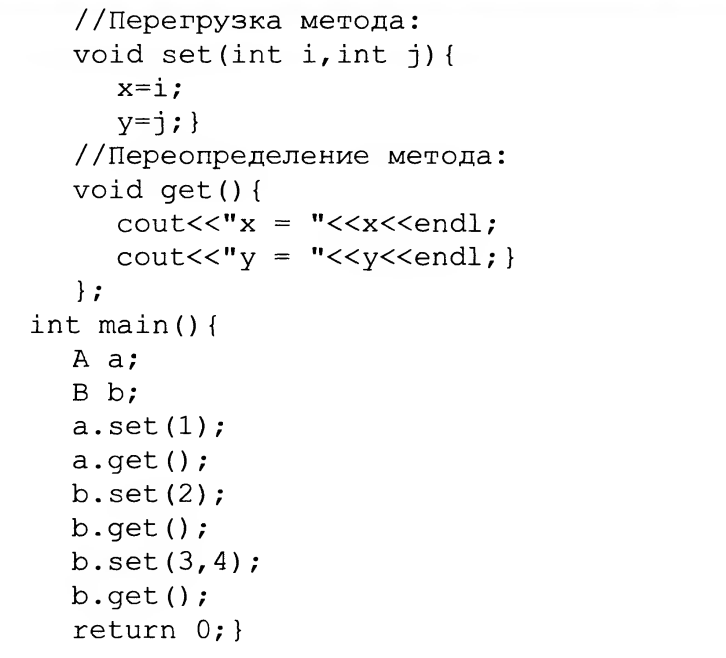 //Перегрузка метода:
void set(int i,int j){
x=i;
y=j;}
//Переопределение метода:
void get(){
cout<<"x = "<<x<<endl;
cout<<"y = "<<y<<endl;}
};
int main(){
A a;
B b;
a.set(1);
a.get();
b.set(2);
b.get();
b.set(3,4);
b.get();
return 0;}